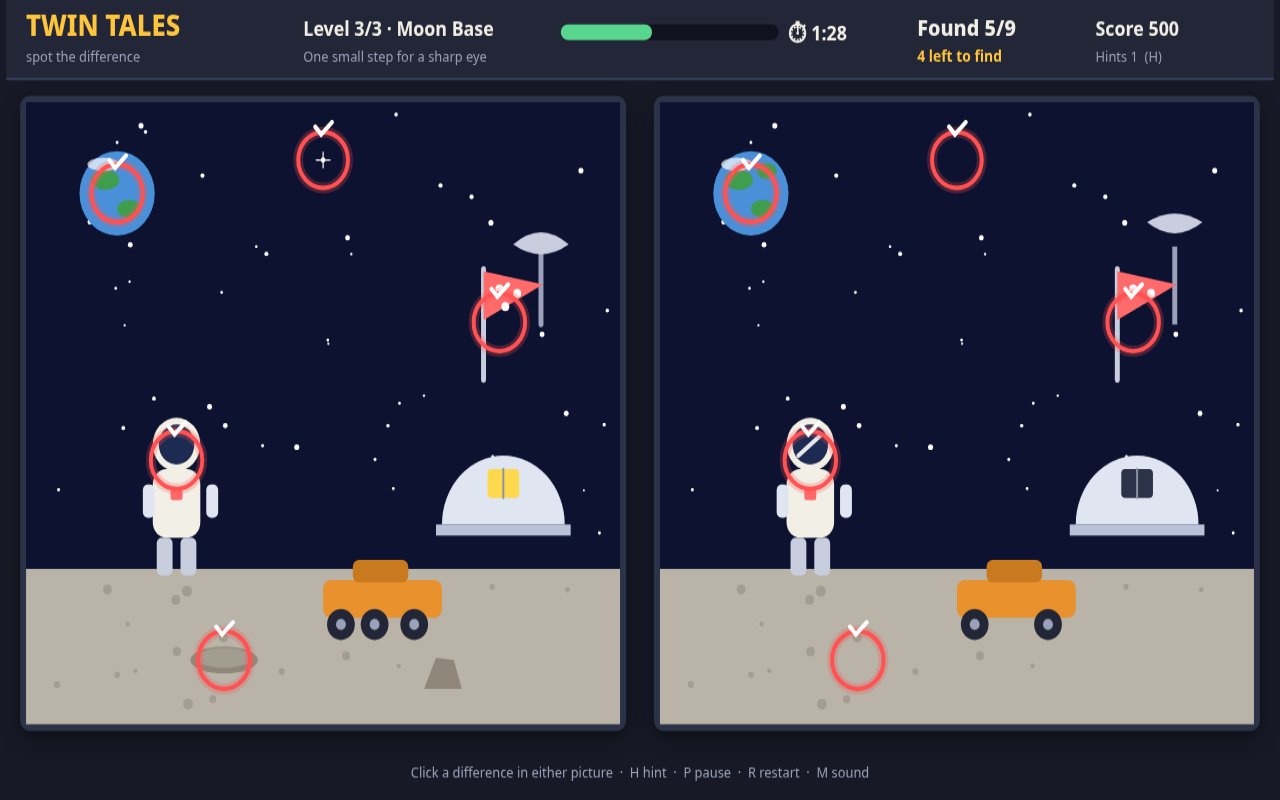 TWIN TALES
spot the difference
Level 3/3 · Moon Base
One small step for a sharp eye
⏱ 1:28
Found 5/9
4 left to find
Score 500
Hints 1 (H)
Click a difference in either picture · H hint · P pause · R restart · M sound